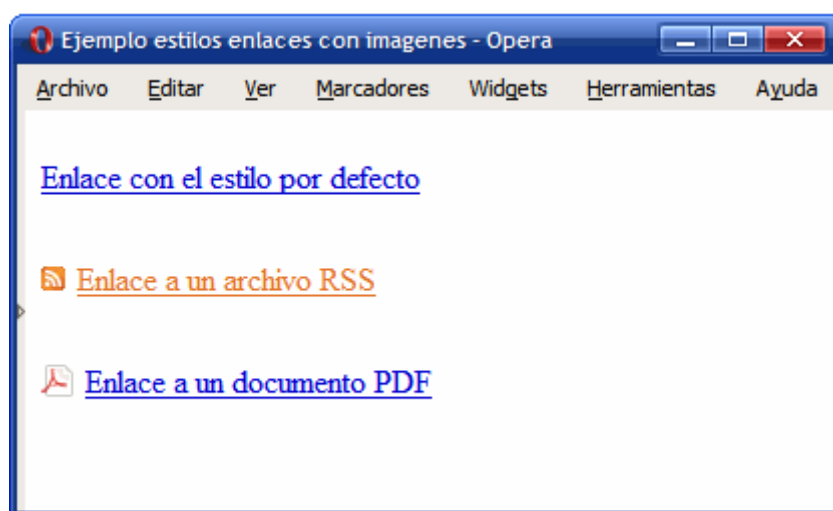 Ejemplo estilos enlaces con imagenes - Opera
Archivo Editar Ver Marcadores Widgets Herramientas Ayuda
Enlace con el estilo por defecto
Enlace a un archivo RSS
Enlace a un documento PDF